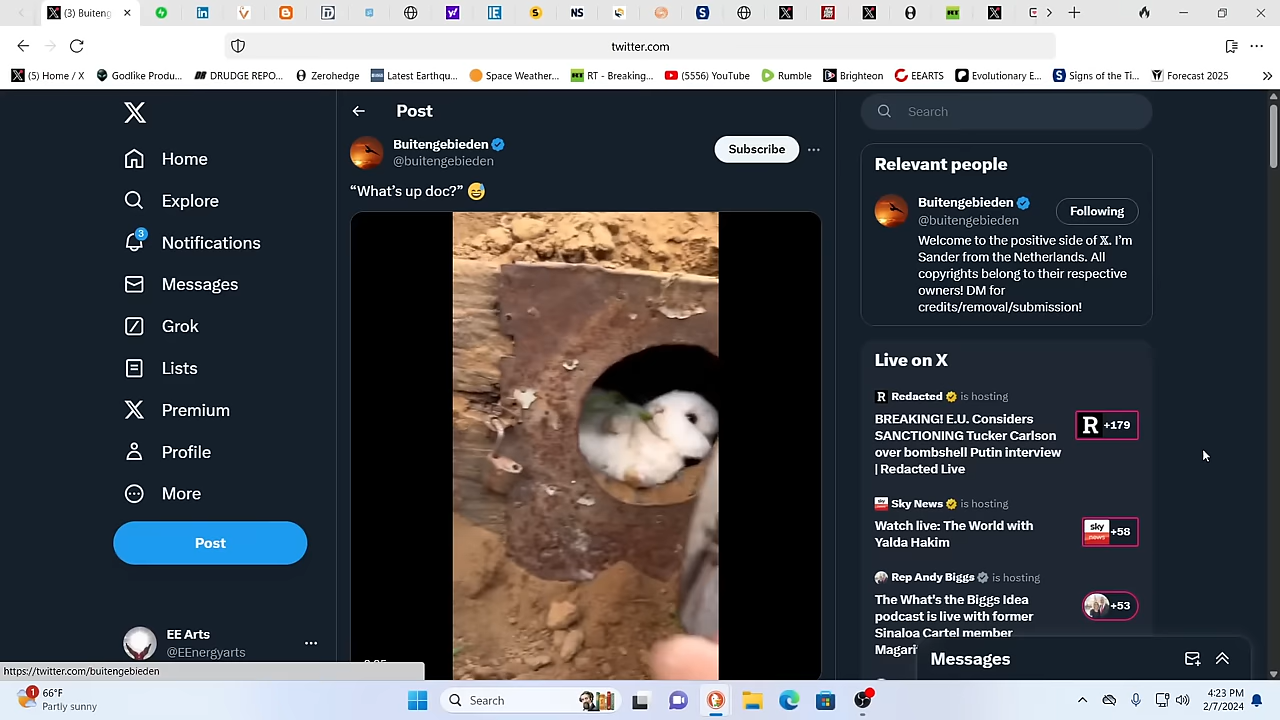 (3) Buiteng
twitter.com
(5) Home / X
Godlike Produ...
DRUDGE REPO...
Zerohedge
Latest Earthqu...
Space Weather...
RT - Breaking...
(5556) YouTube
Rumble
Brighteon
EEARTS
Evolutionary E...
Signs of the Ti...
Forecast 2025
Home
Explore
3
Notifications
Messages
Grok
Lists
Premium
Profile
More
Post
EE Arts
@EEnergyarts
https://twitter.com/buitengebieden
Post
Buitengebieden
@buitengebieden
Subscribe
“What’s up doc?” 😅
Search
Relevant people
Buitengebieden
@buitengebieden
Following
Welcome to the positive side of 𝕏. I’m
Sander from the Netherlands. All
copyrights belong to their respective
owners! DM for
credits/removal/submission!
Live on X
Redacted is hosting
BREAKING! E.U. Considers
SANCTIONING Tucker Carlson
over bombshell Putin interview
| Redacted Live
R +179
Sky News is hosting
Watch live: The World with
Yalda Hakim
sky news +58
Rep Andy Biggs is hosting
The What's the Biggs Idea
podcast is live with former
Sinaloa Cartel member
Magari
+53
Messages
1
66°F
Partly sunny
Search
4:23 PM
2/7/2024